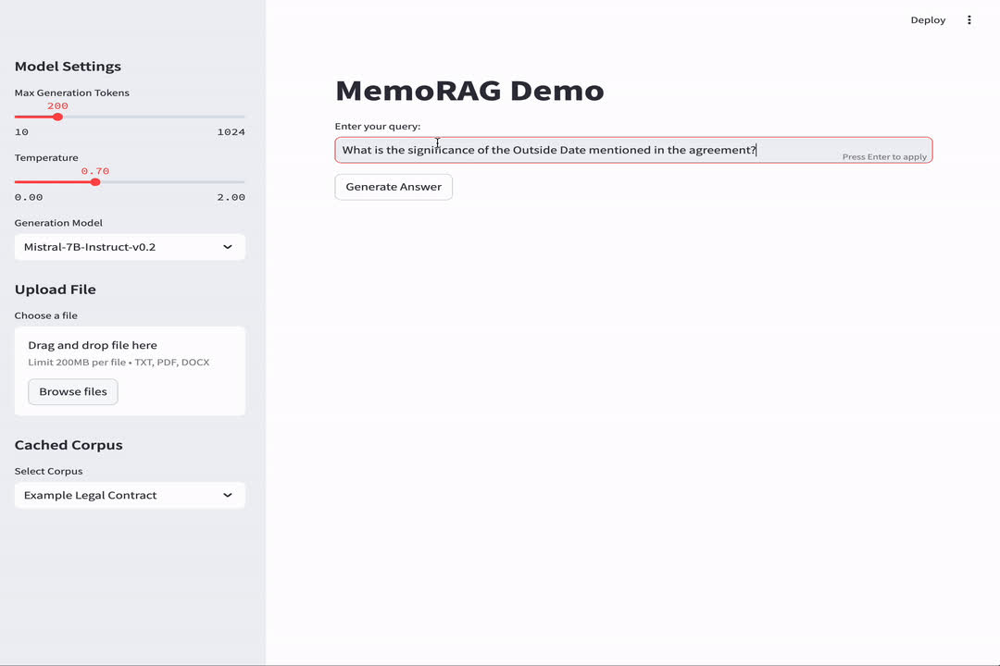 Deploy
Model Settings
Max Generation Tokens
200
10 1024
Temperature
0.70
0.00 2.00
Generation Model
Mistral-7B-Instruct-v0.2
Upload File
Choose a file
Drag and drop file here
Limit 200MB per file • TXT, PDF, DOCX
Browse files
Cached Corpus
Select Corpus
Example Legal Contract
MemoRAG Demo
Enter your query:
What is the significance of the Outside Date mentioned in the agreement?
Press Enter to apply
Generate Answer